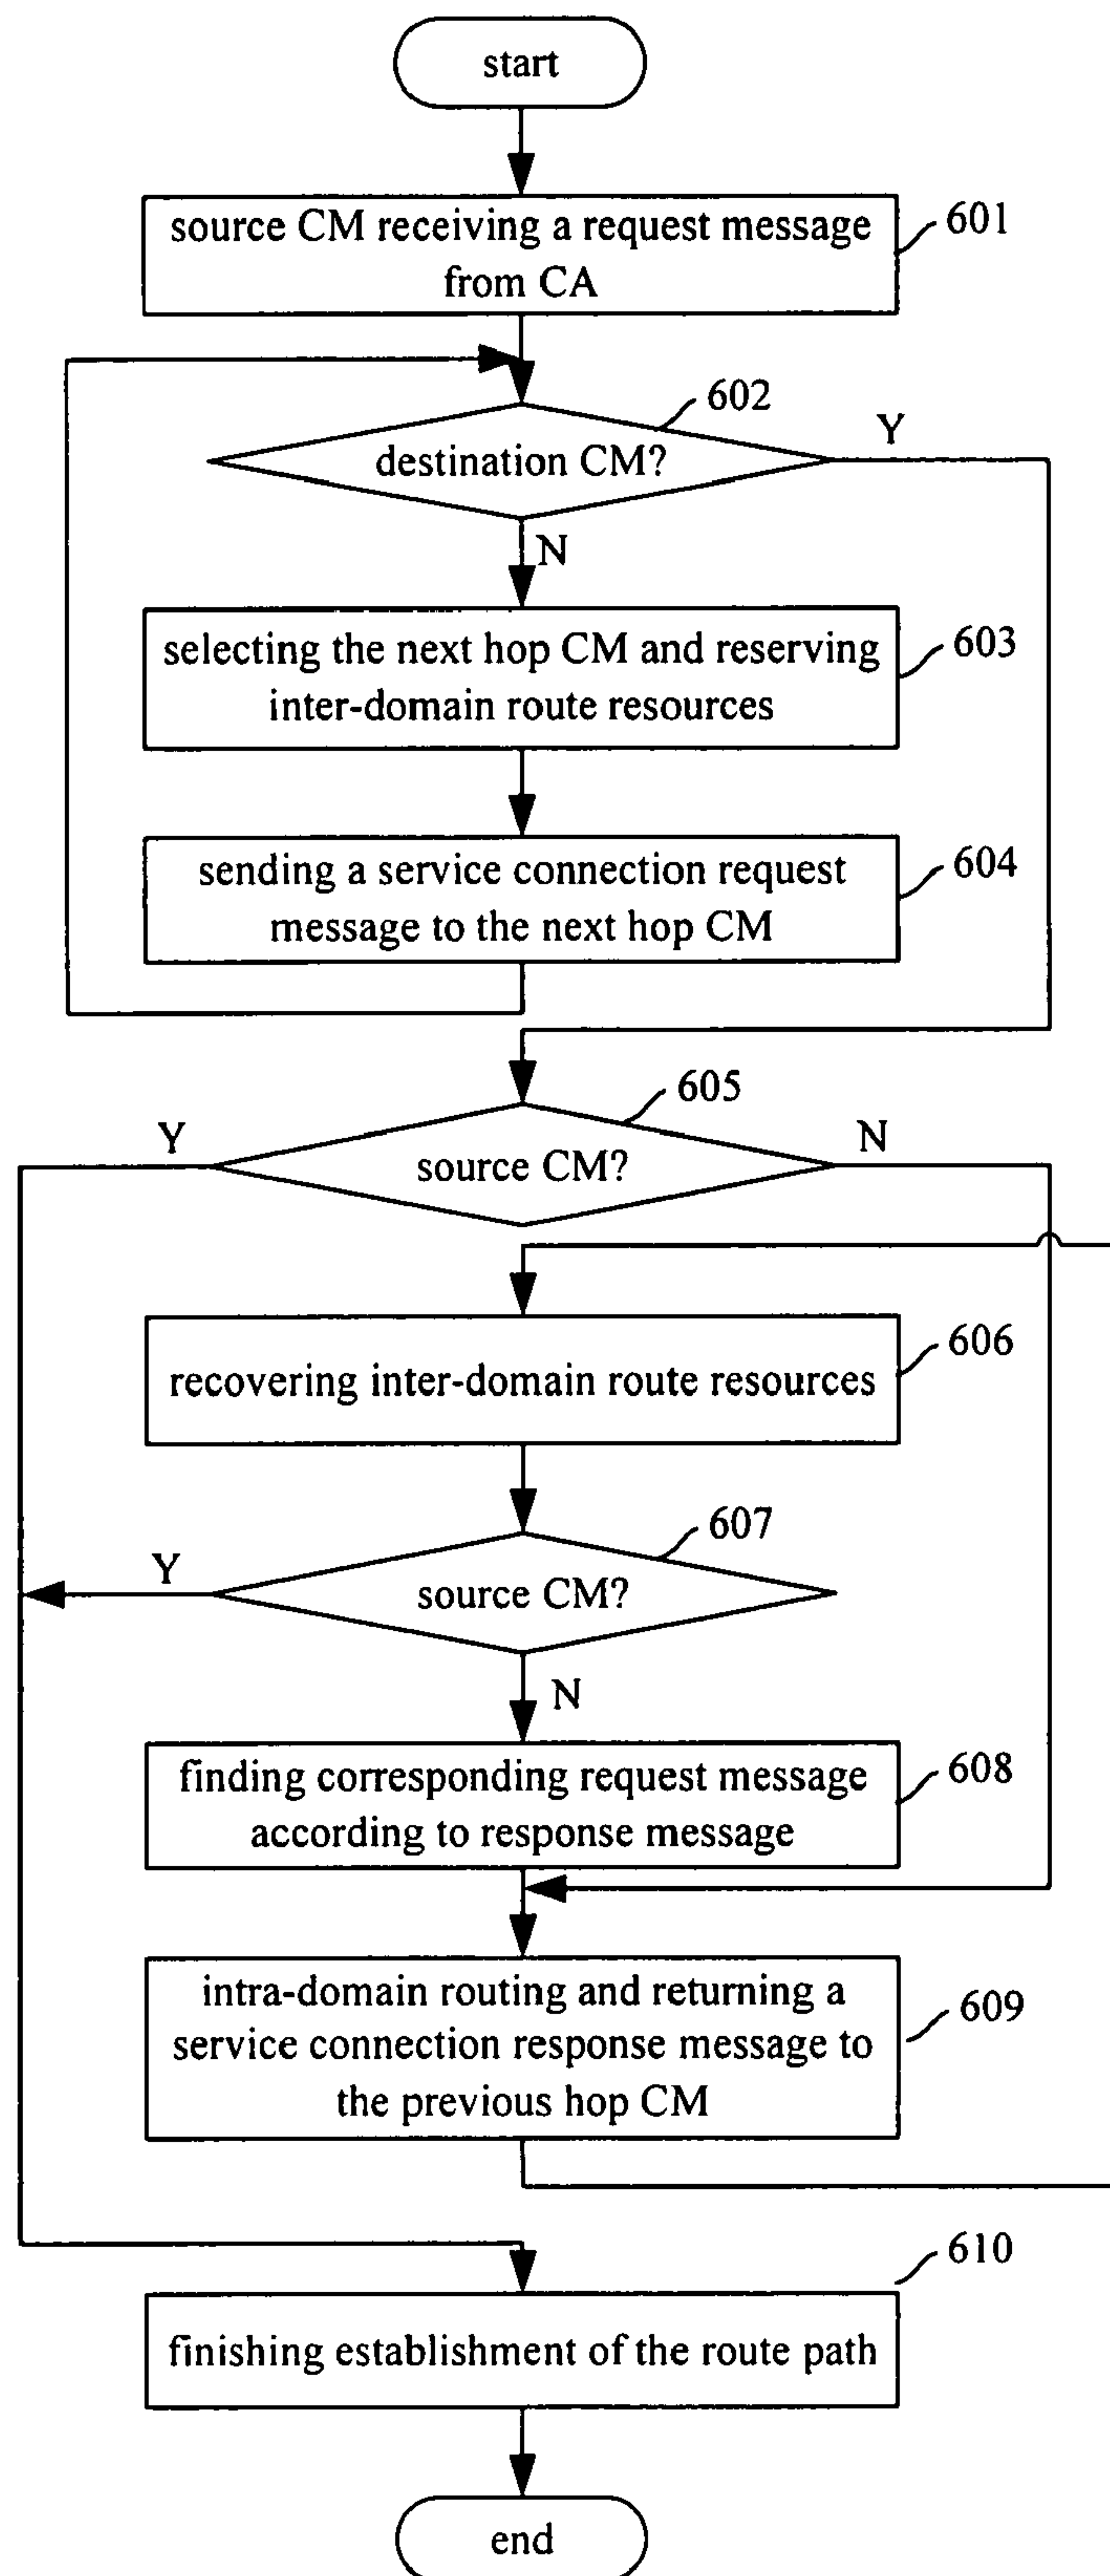 start
source CM receiving a request message
from CA
601
602
destination CM?
Y
N
selecting the next hop CM and reserving
inter-domain route resources
603
sending a service connection request
message to the next hop CM
604
605
Y
source CM?
N
recovering inter-domain route resources
606
607
Y
source CM?
N
finding corresponding request message
according to response message
608
intra-domain routing and returning a
service connection response message to
the previous hop CM
609
610
finishing establishment of the route path
end